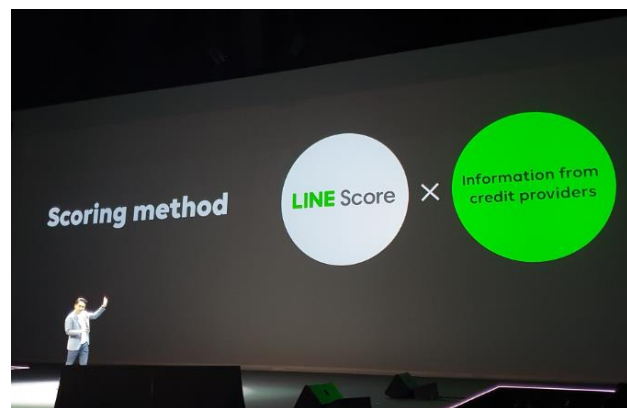 Scoring method
LINE Score
×
Information from
credit providers